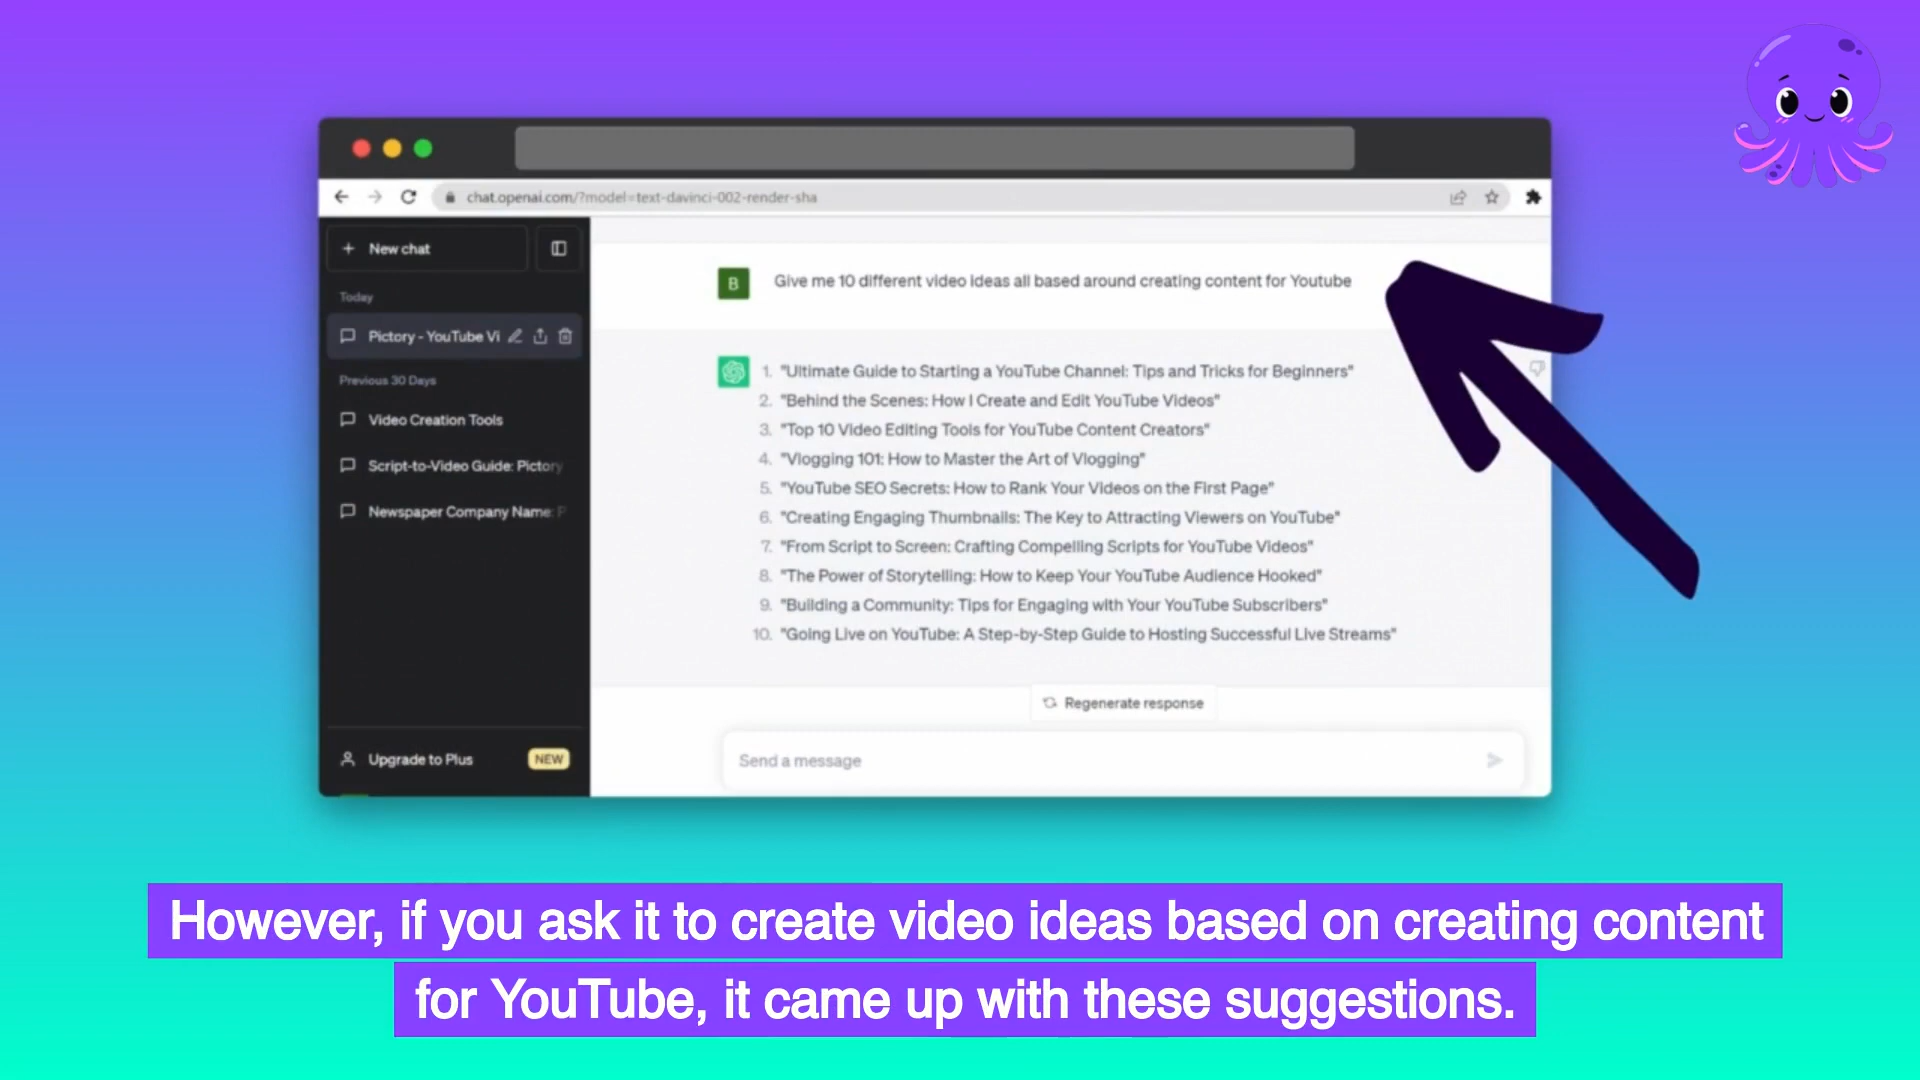 chat.openai.com/?model=text-davinci-002-render-sha
+ New chat
Today
Pictory - YouTube Vi
Previous 30 Days
Video Creation Tools
Script-to-Video Guide: Pictory
Newspaper Company Name: P
Upgrade to Plus NEW
B Give me 10 different video ideas all based around creating content for Youtube
1. "Ultimate Guide to Starting a YouTube Channel: Tips and Tricks for Beginners"
2. "Behind the Scenes: How I Create and Edit YouTube Videos"
3. "Top 10 Video Editing Tools for YouTube Content Creators"
4. "Vlogging 101: How to Master the Art of Vlogging"
5. "YouTube SEO Secrets: How to Rank Your Videos on the First Page"
6. "Creating Engaging Thumbnails: The Key to Attracting Viewers on YouTube"
7. "From Script to Screen: Crafting Compelling Scripts for YouTube Videos"
8. "The Power of Storytelling: How to Keep Your YouTube Audience Hooked"
9. "Building a Community: Tips for Engaging with Your YouTube Subscribers"
10. "Going Live on YouTube: A Step-by-Step Guide to Hosting Successful Live Streams"
Regenerate response
Send a message
However, if you ask it to create video ideas based on creating content
for YouTube, it came up with these suggestions.